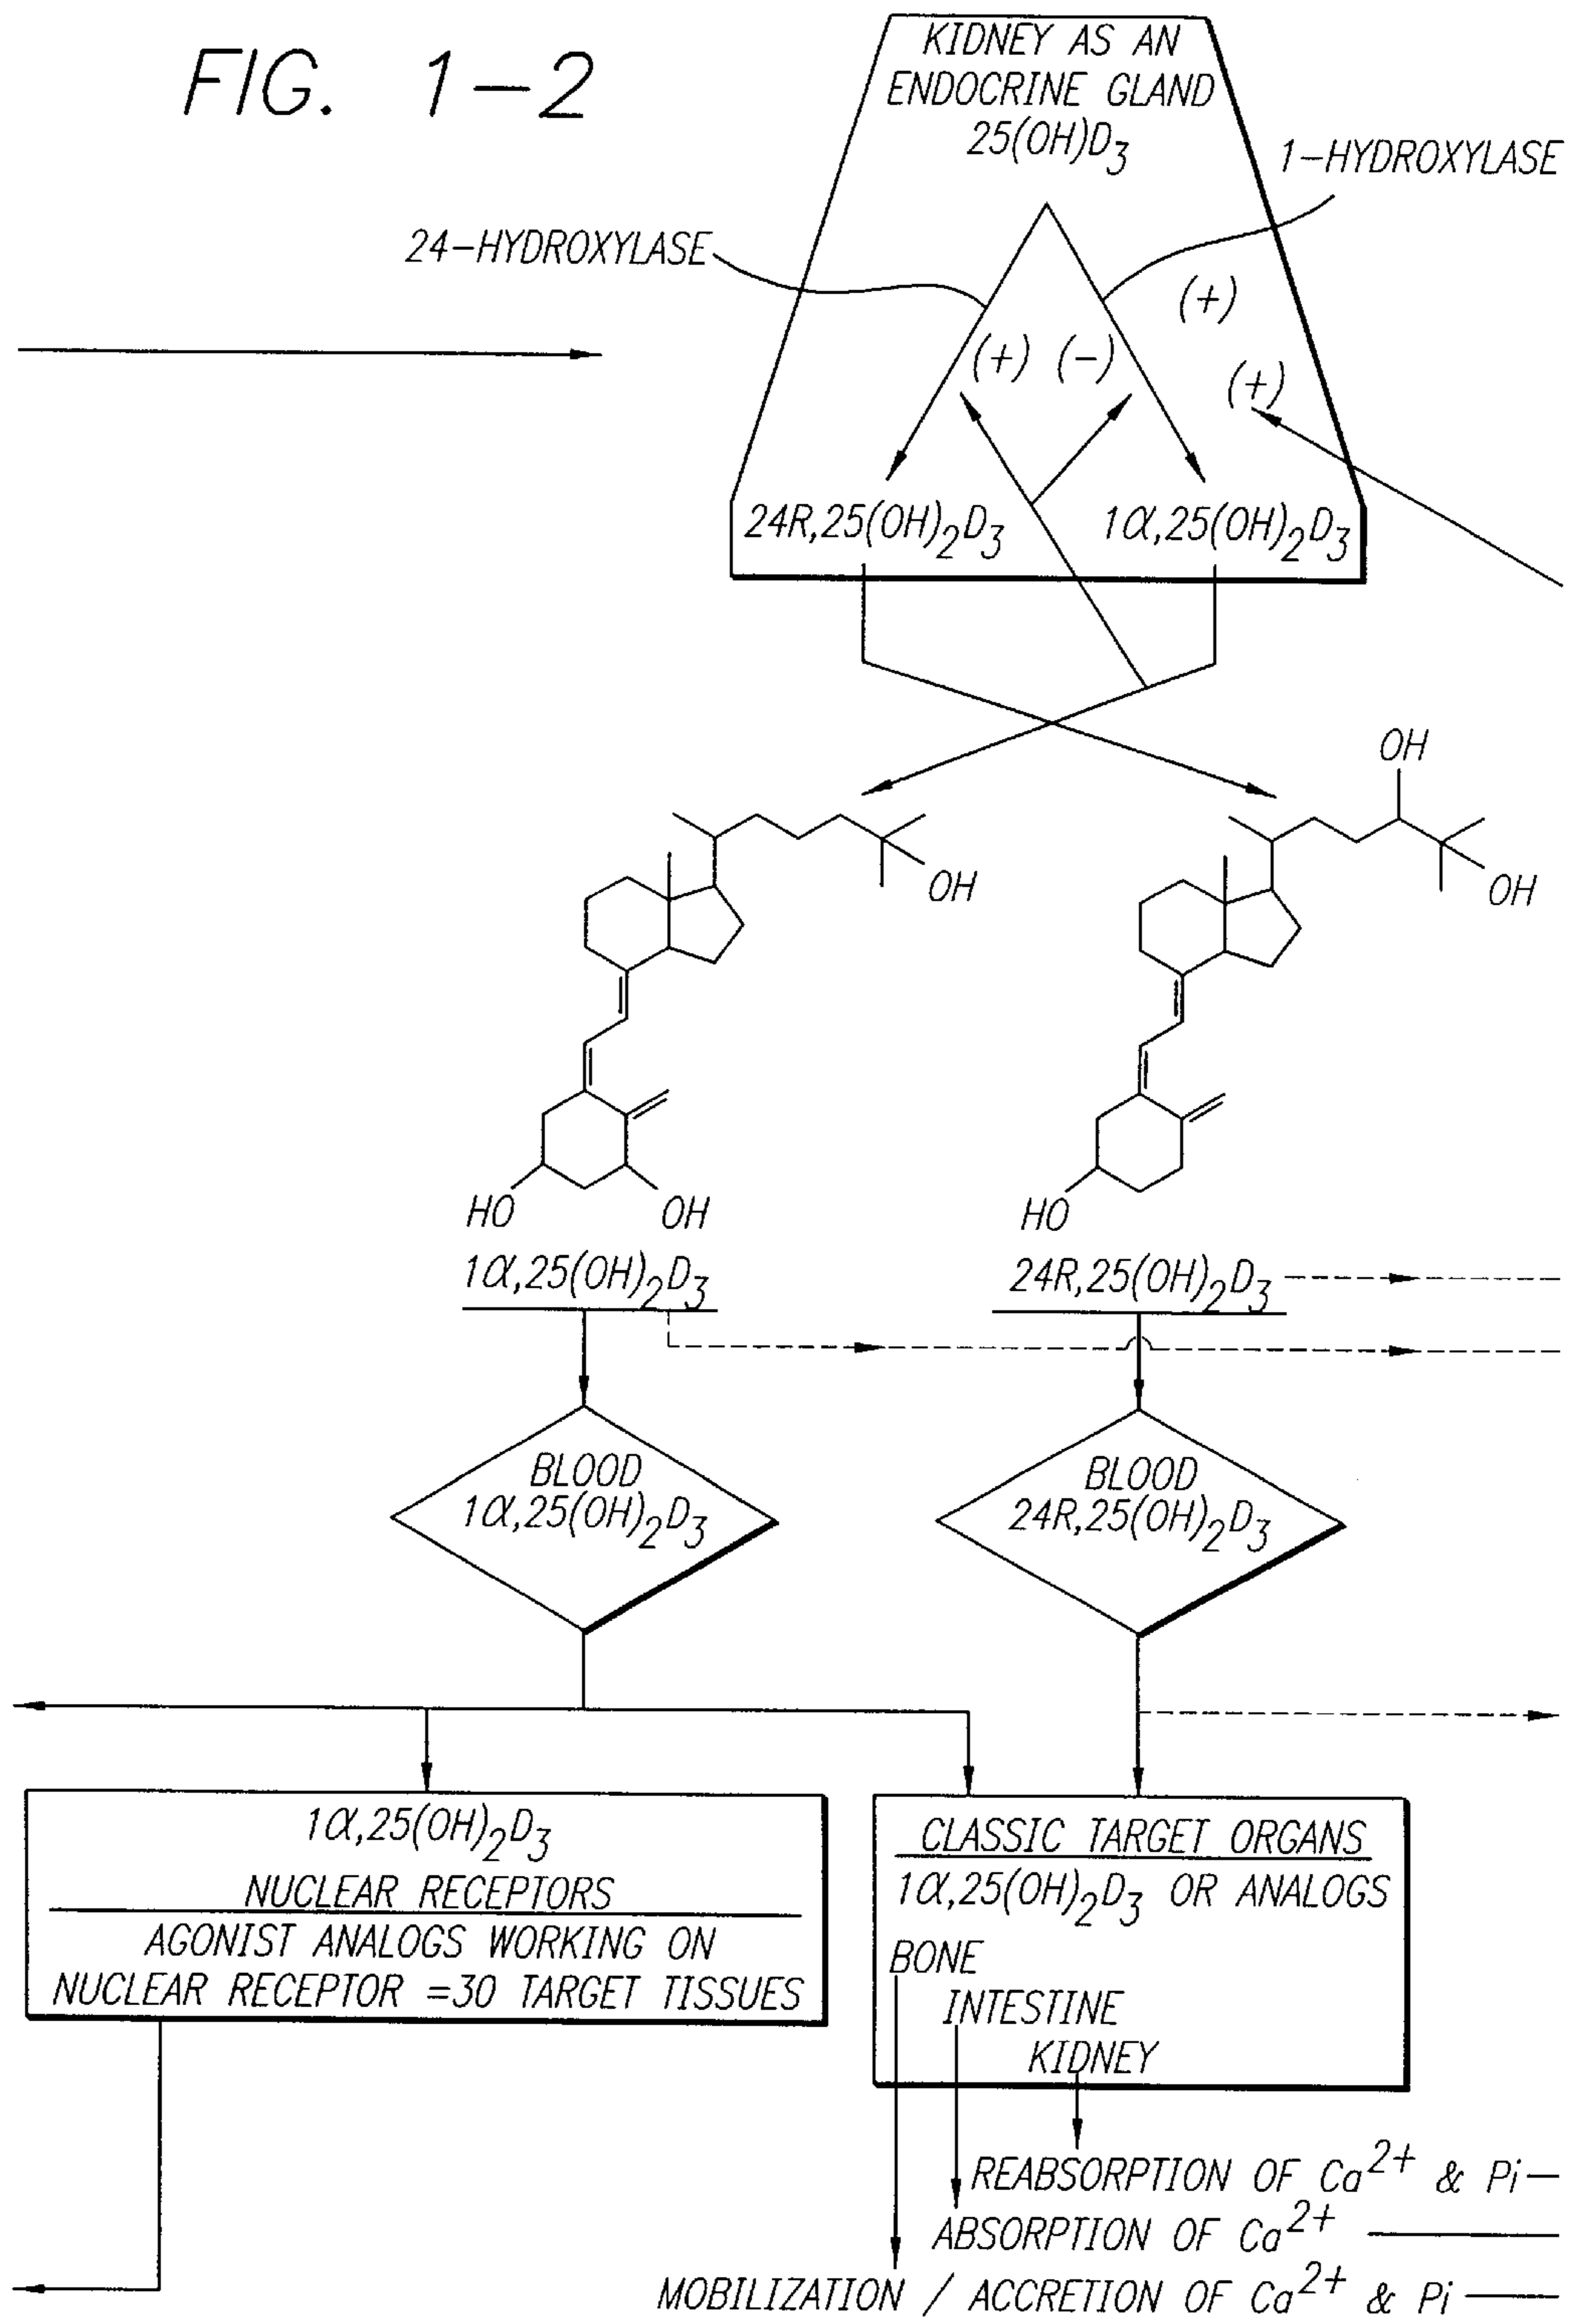 FIG. 1-2
KIDNEY AS AN
ENDOCRINE GLAND
25(OH)D3
1-HYDROXYLASE
24-HYDROXYLASE
(+)
(+) (-)
(+)
24R,25(OH)2D3
1α,25(OH)2D3
OH
OH
OH
HO
OH
HO
1α,25(OH)2D3
24R,25(OH)2D3
BLOOD
1α,25(OH)2D3
BLOOD
24R,25(OH)2D3
1α,25(OH)2D3
NUCLEAR RECEPTORS
AGONIST ANALOGS WORKING ON
NUCLEAR RECEPTOR =30 TARGET TISSUES
CLASSIC TARGET ORGANS
1α,25(OH)2D3 OR ANALOGS
BONE
INTESTINE
KIDNEY
REABSORPTION OF Ca2+ & Pi
ABSORPTION OF Ca2+
MOBILIZATION / ACCRETION OF Ca2+ & Pi